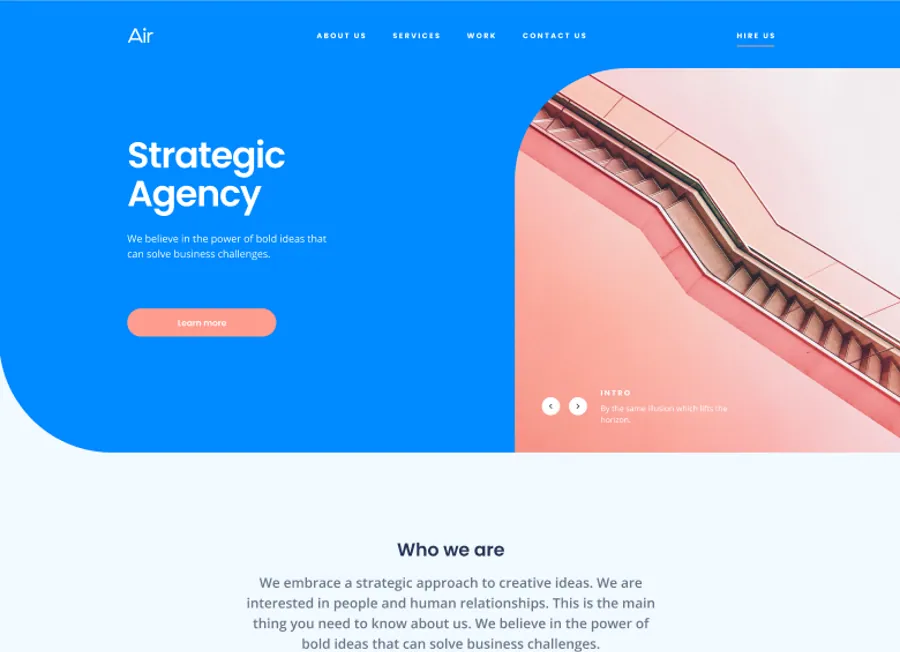 Air
ABOUT US
SERVICES
WORK
CONTACT US
HIRE US
Strategic
Agency
We believe in the power of bold ideas that
can solve business challenges.
Learn more
INTRO
By the same illusion which lifts the
horizon.
Who we are
We embrace a strategic approach to creative ideas. We are
interested in people and human relationships. This is the main
thing you need to know about us. We believe in the power of
bold ideas that can solve business challenges.